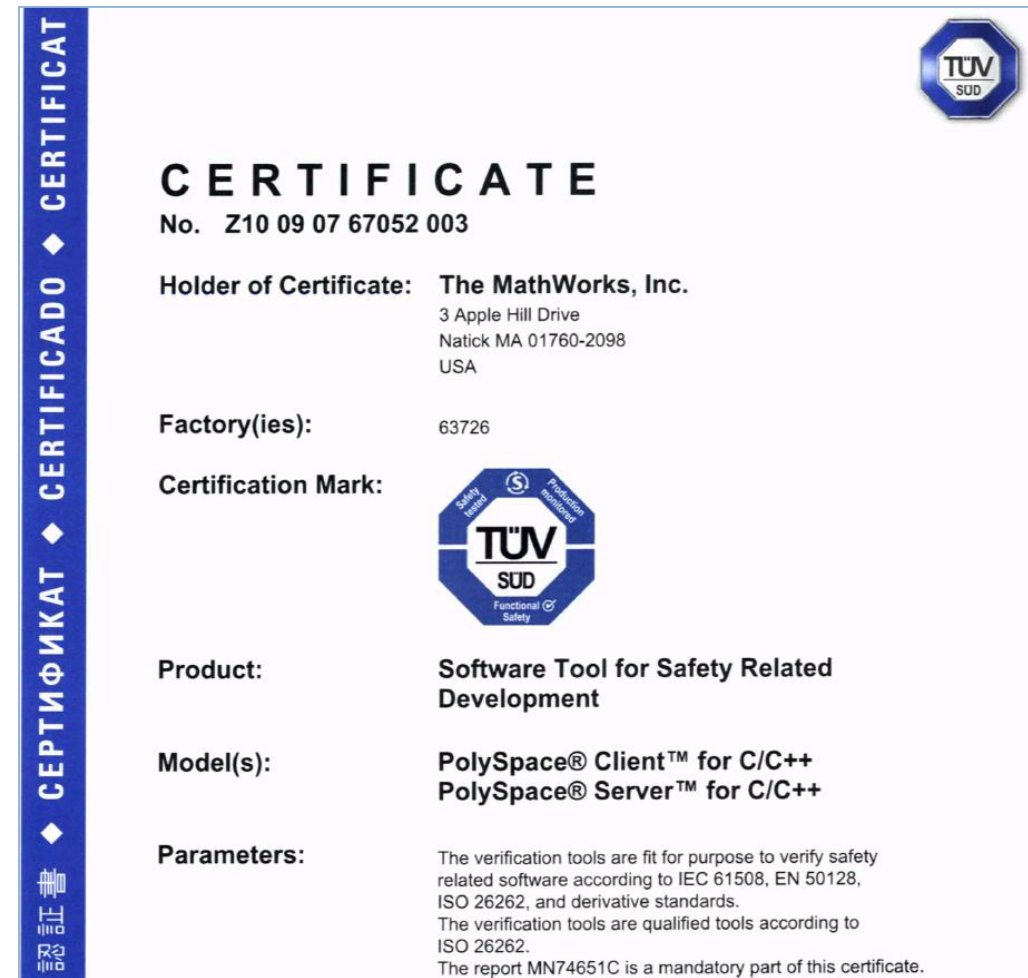 認証書 ◆ СЕРТИФИКАТ ◆ CERTIFICADO ◆ CERTIFICAT
TÜV
SÜD
CERTIFICATE
No. Z10 09 07 67052 003
Holder of Certificate: The MathWorks, Inc.
3 Apple Hill Drive
Natick MA 01760-2098
USA
Factory(ies): 63726
Certification Mark:
Safety tested
Production monitored
TÜV
SÜD
Functional
Safety
Product: Software Tool for Safety Related
Development
Model(s): PolySpace® Client™ for C/C++
PolySpace® Server™ for C/C++
Parameters: The verification tools are fit for purpose to verify safety
related software according to IEC 61508, EN 50128,
ISO 26262, and derivative standards.
The verification tools are qualified tools according to
ISO 26262.
The report MN74651C is a mandatory part of this certificate.